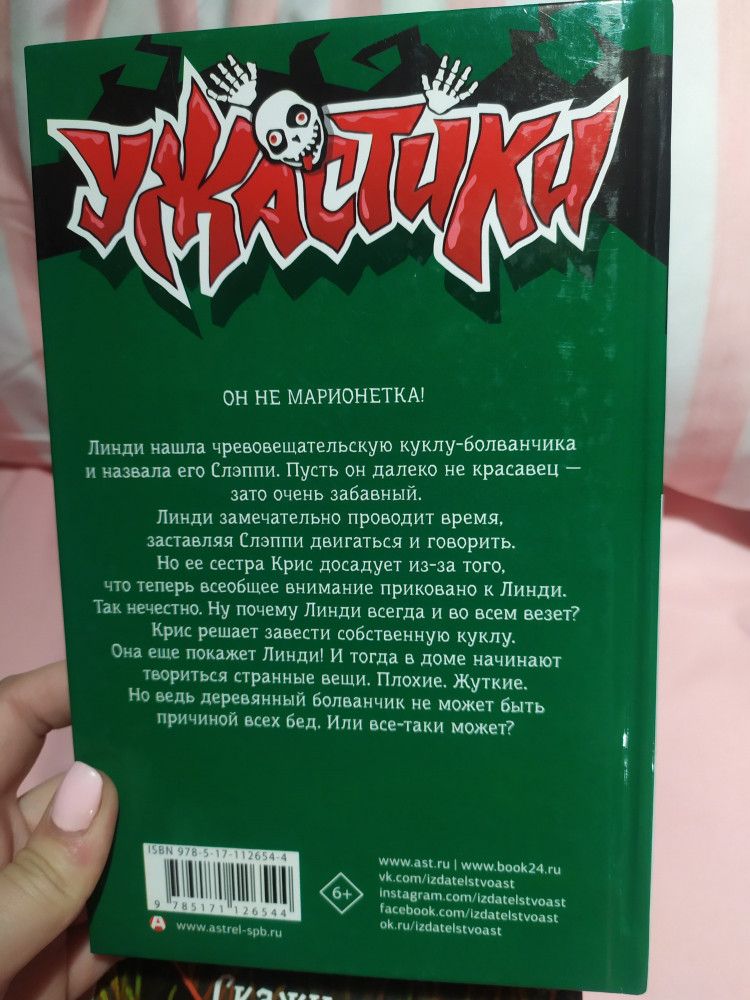 УЖАСТИКИ
ОН НЕ МАРИОНЕТКА!
Линди нашла чревовещательскую куклу-болванчика
и назвала его Слэппи. Пусть он далеко не красавец —
зато очень забавный.
Линди замечательно проводит время,
заставляя Слэппи двигаться и говорить.
Но ее сестра Крис досадует из-за того,
что теперь всеобщее внимание приковано к Линди.
Так нечестно. Ну почему Линди всегда и во всем везет?
Крис решает завести собственную куклу.
Она еще покажет Линди! И тогда в доме начинают
твориться странные вещи. Плохие. Жуткие.
Но ведь деревянный болванчик не может быть
причиной всех бед. Или все-таки может?
ISBN 978-5-17-112654-4
9 785171 126544
www.astrel-spb.ru
6+
www.ast.ru | www.book24.ru
vk.com/izdatelstvoast
instagram.com/izdatelstvoast
facebook.com/izdatelstvoast
ok.ru/izdatelstvoast